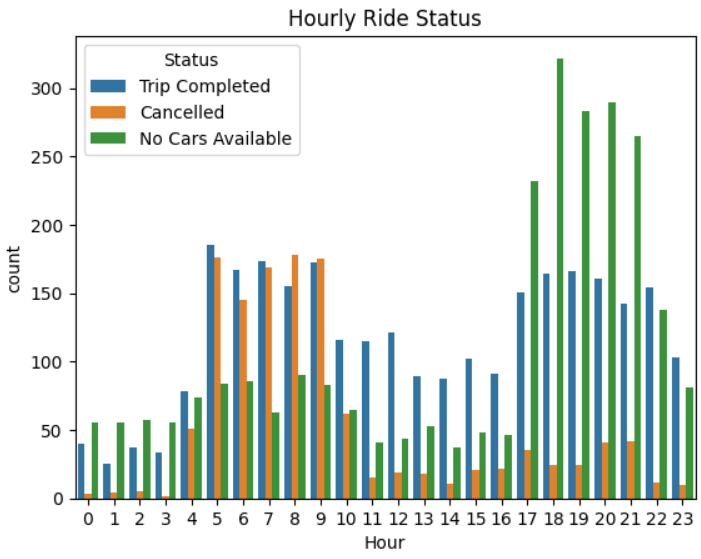 Hourly Ride Status
Status
Trip Completed
Cancelled
No Cars Available
count
300
250
200
150
100
50
0
0 1 2 3 4 5 6 7 8 9 10 11 12 13 14 15 16 17 18 19 20 21 22 23
Hour